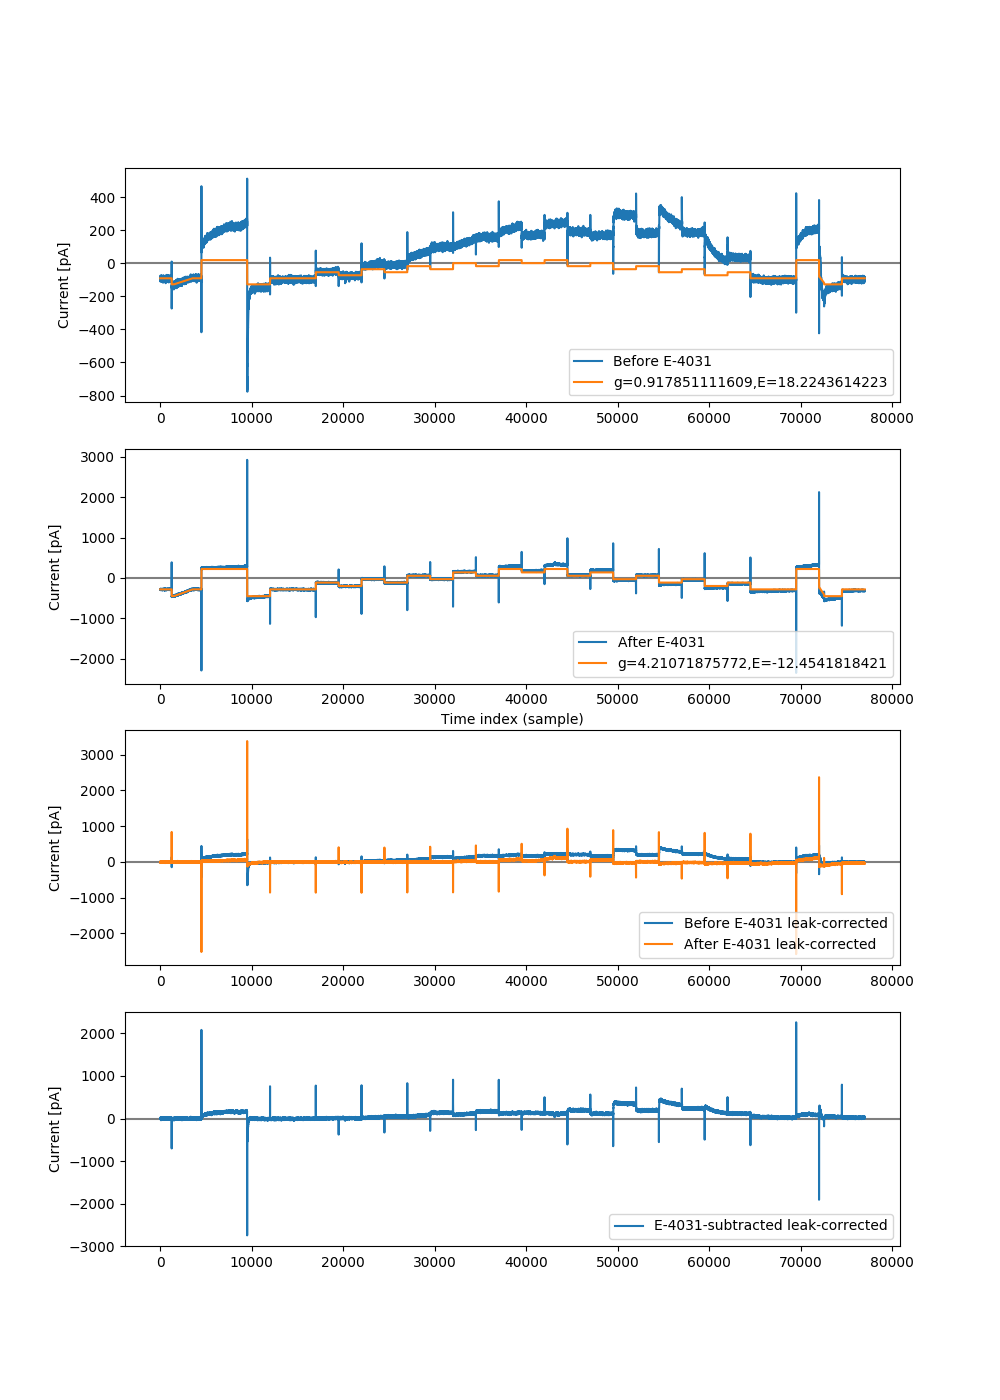 400
200
0
−200
−400
−600
−800
Current [pA]
Before E-4031
g=0.917851111609,E=18.2243614223
0 10000 20000 30000 40000 50000 60000 70000 80000
3000
2000
1000
0
−1000
−2000
Current [pA]
After E-4031
g=4.21071875772,E=-12.4541818421
0 10000 20000 30000 40000 50000 60000 70000 80000
Time index (sample)
3000
2000
1000
0
−1000
−2000
Current [pA]
Before E-4031 leak-corrected
After E-4031 leak-corrected
0 10000 20000 30000 40000 50000 60000 70000 80000
2000
1000
0
−1000
−2000
−3000
Current [pA]
E-4031-subtracted leak-corrected
0 10000 20000 30000 40000 50000 60000 70000 80000